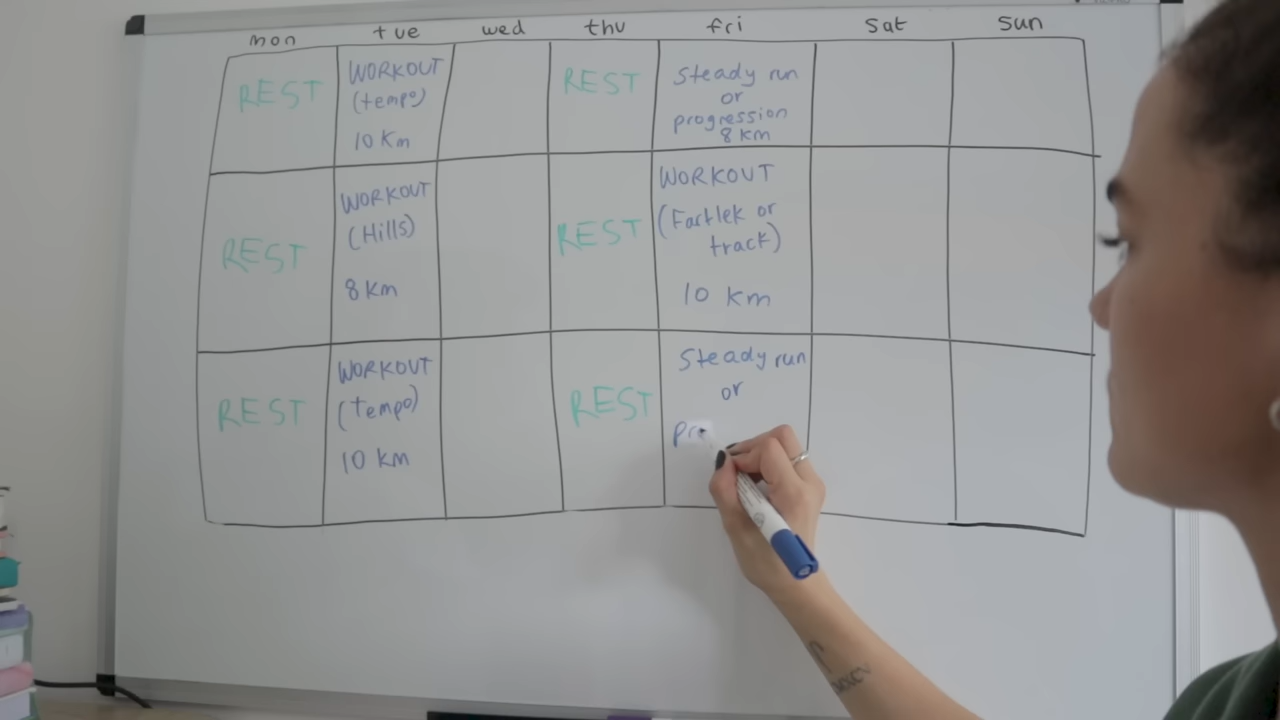 mon tue wed thu fri sat sun
REST
WORKOUT
(tempo)
10 Km
REST
Steady run
or
progression
8 km
REST
WORKOUT
(Hills)
8 km
REST
WORKOUT
(Fartlek or
track)
10 km
REST
WORKOUT
(Tempo)
10 km
REST
Steady run
or
pro